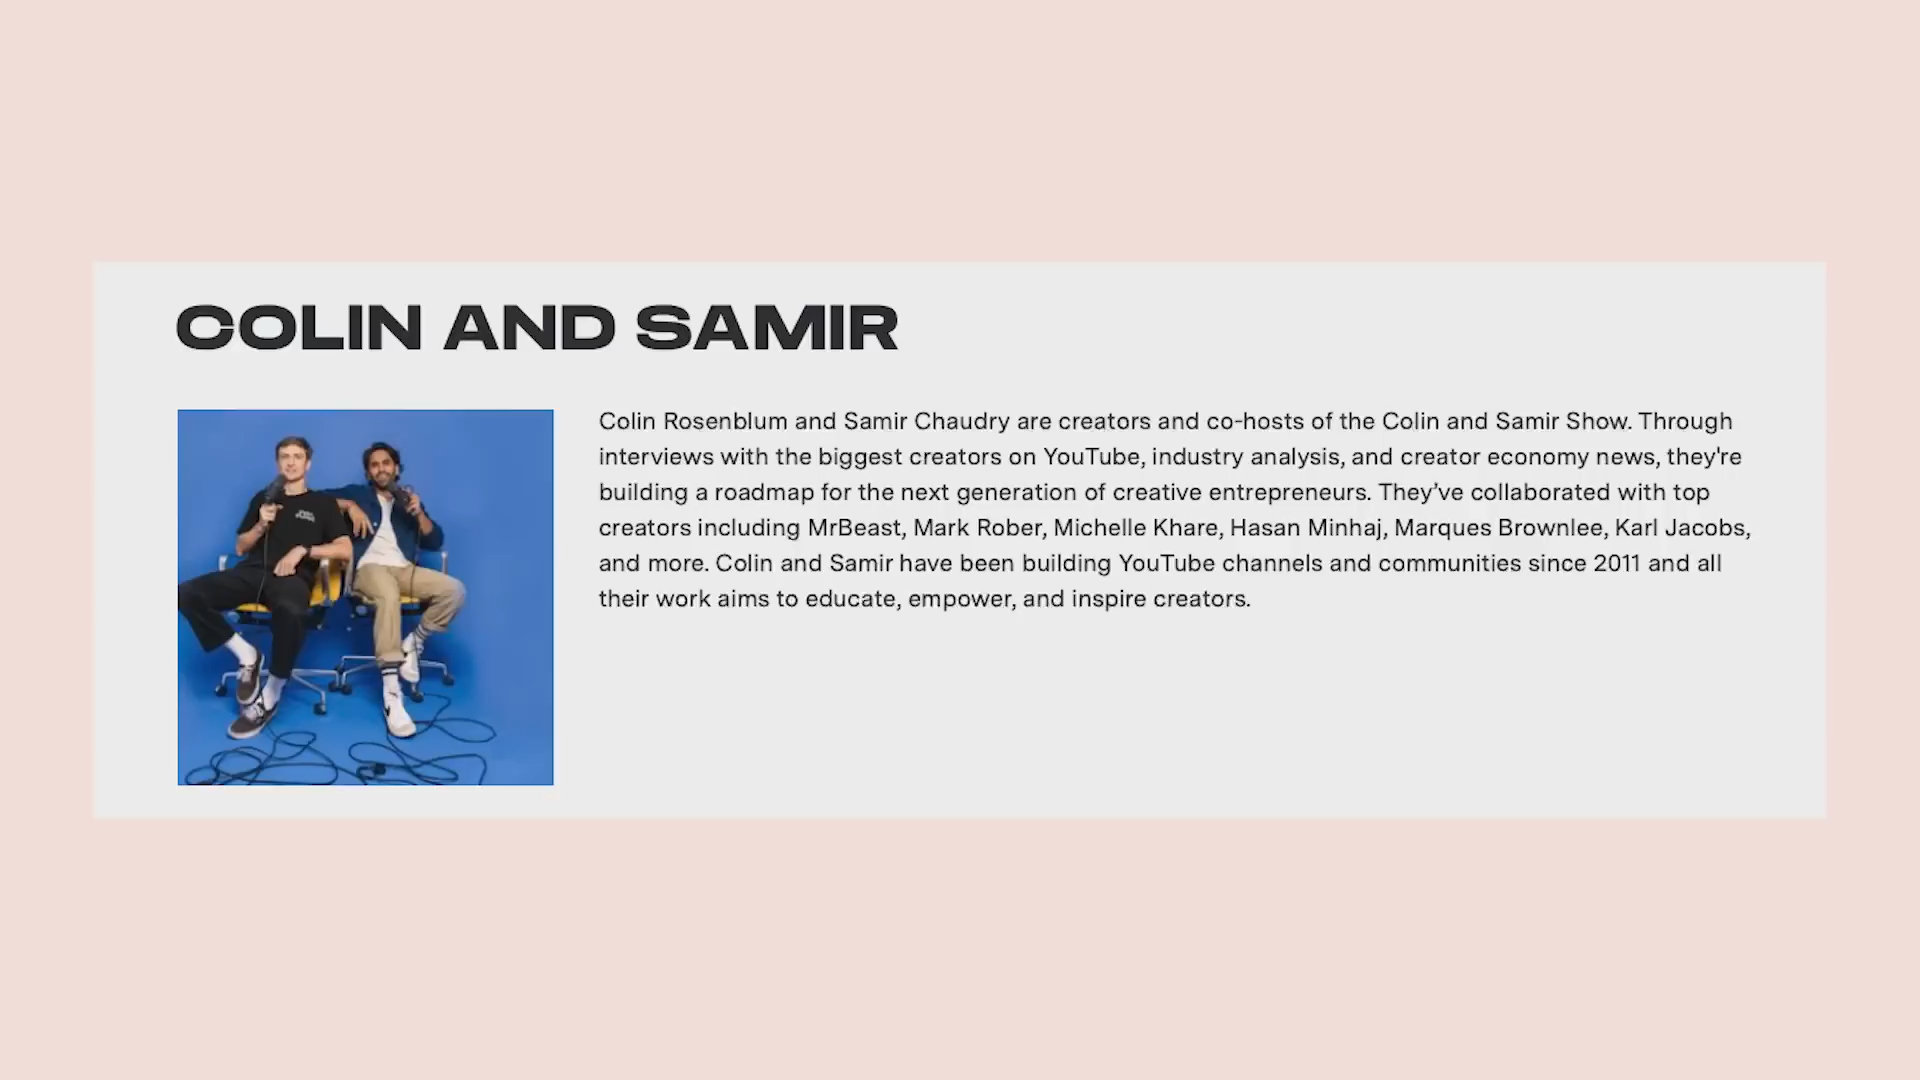 COLIN AND SAMIR
Colin Rosenblum and Samir Chaudry are creators and co-hosts of the Colin and Samir Show. Through
interviews with the biggest creators on YouTube, industry analysis, and creator economy news, they're
building a roadmap for the next generation of creative entrepreneurs. They’ve collaborated with top
creators including MrBeast, Mark Rober, Michelle Khare, Hasan Minhaj, Marques Brownlee, Karl Jacobs,
and more. Colin and Samir have been building YouTube channels and communities since 2011 and all
their work aims to educate, empower, and inspire creators.